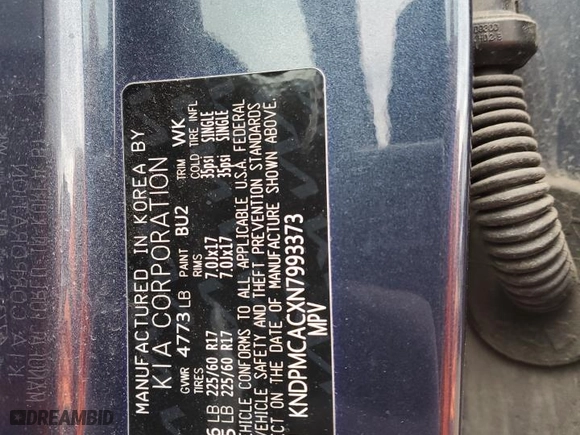 MANUFACTURED IN KOREA BY
KIA CORPORATION
GVWR 4773 LB PAINT BU2 TRIM WK
TIRES RIMS COLD TIRE INFL
LB 225/60 R17 7.0JX17 35psi SINGLE
LB 225/60 R17 7.0JX17 35psi SINGLE
CONFORMS TO ALL APPLICABLE U.S.A. FEDERAL
VEHICLE SAFETY AND THEFT PREVENTION STANDARDS
ON THE DATE OF MANUFACTURE SHOWN ABOVE.
KNDPMCACXN7993373
MPV
DREAMBID